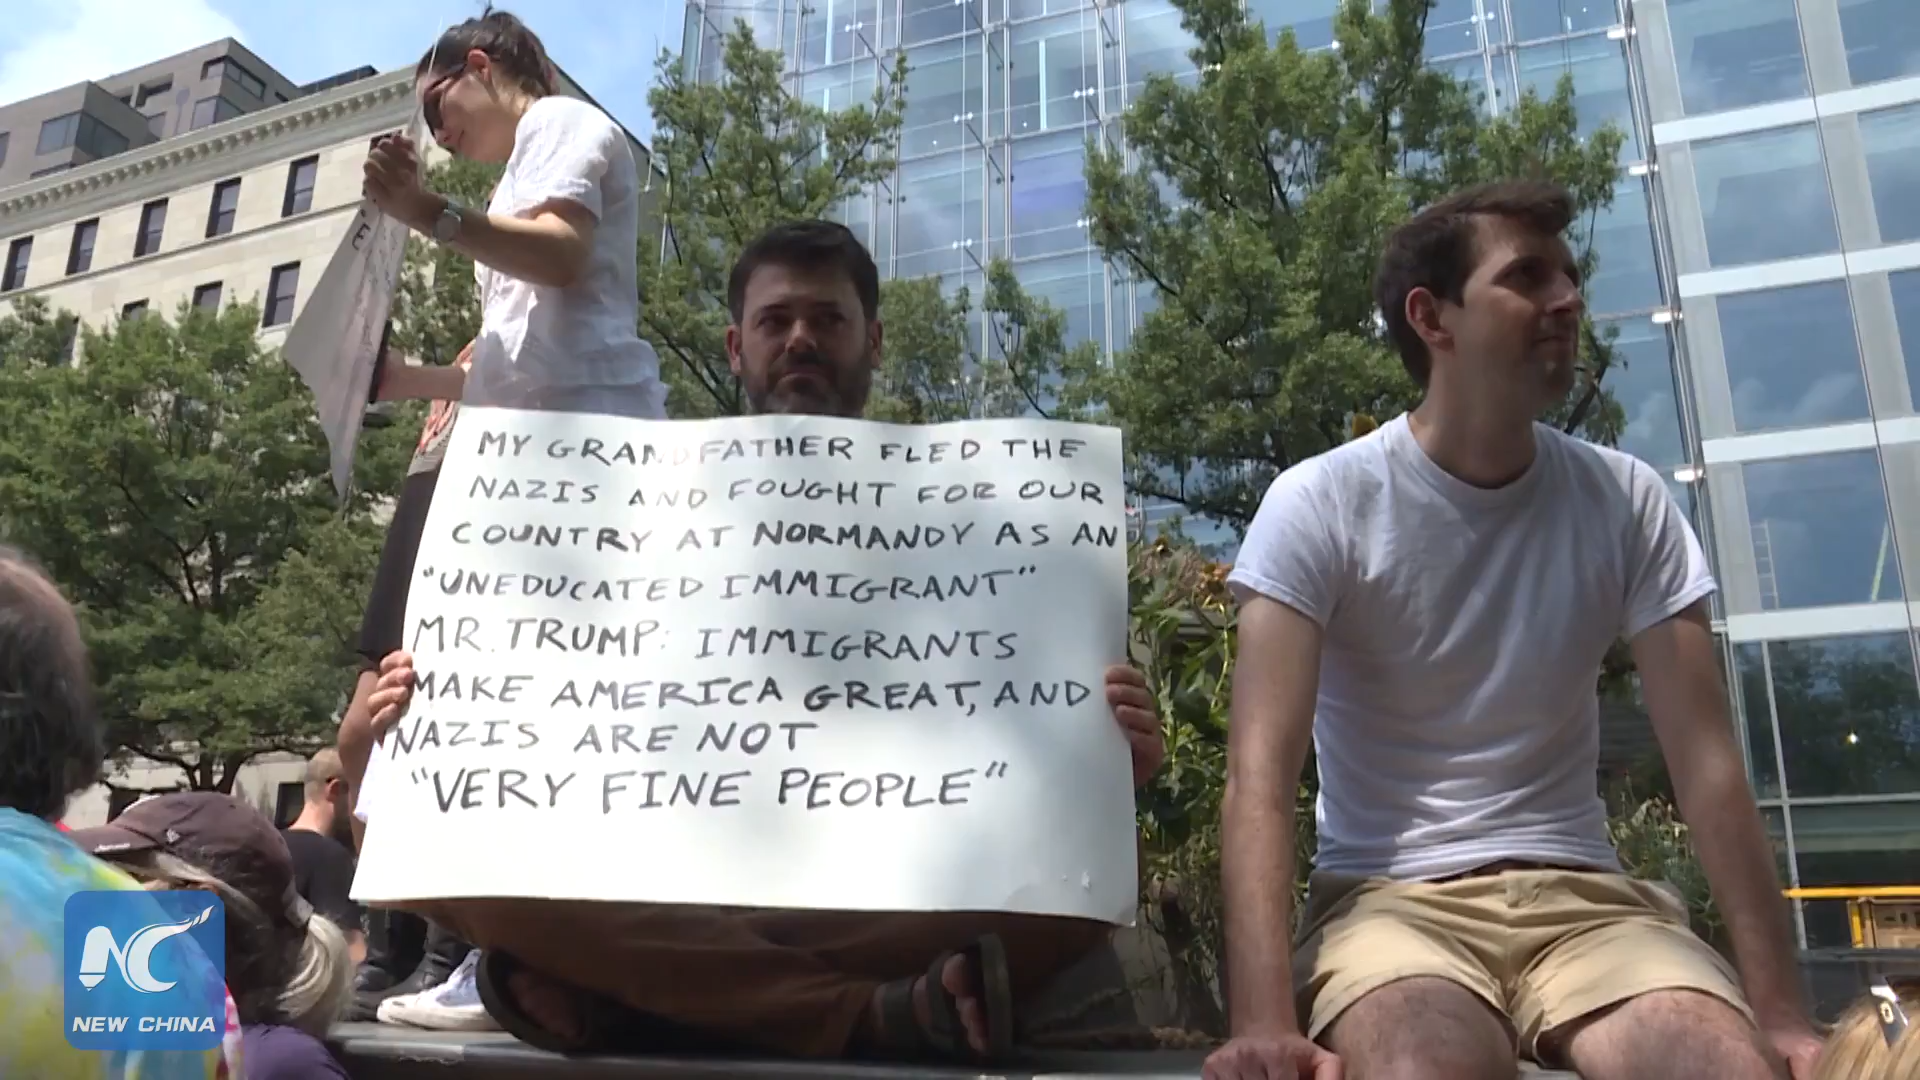 MY GRANDFATHER FLED THE
NAZIS AND FOUGHT FOR OUR
COUNTRY AT NORMANDY AS AN
"UNEDUCATED IMMIGRANT"
MR. TRUMP: IMMIGRANTS
MAKE AMERICA GREAT, AND
NAZIS ARE NOT
"VERY FINE PEOPLE"
NC
NEW CHINA